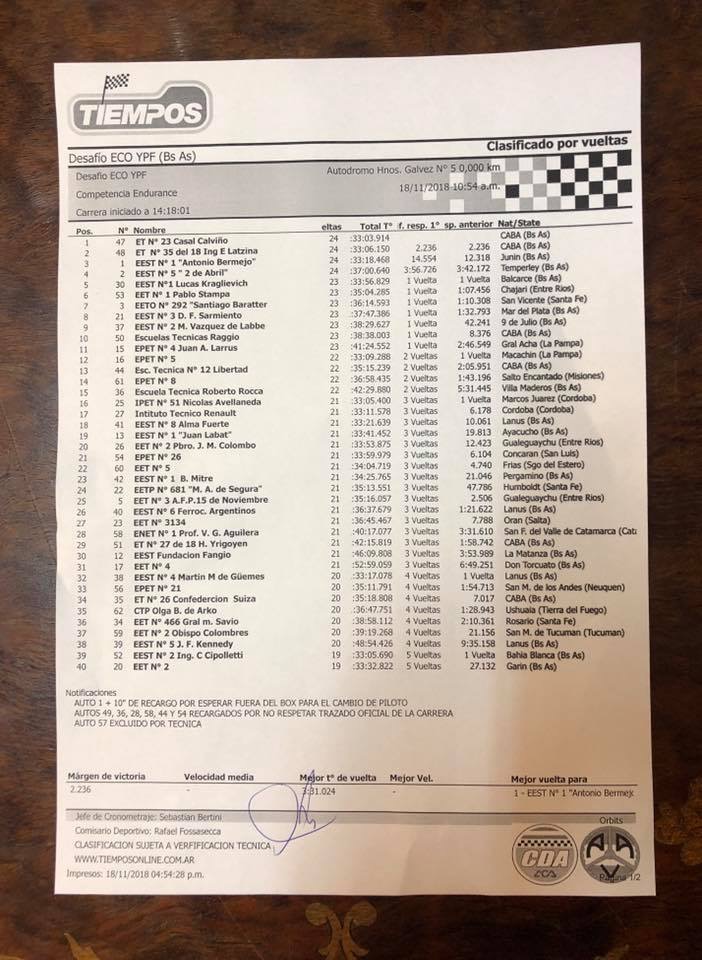 TIEMPOS
Desafío ECO YPF (Bs As)
Clasificado por vueltas
Desafío ECO YPF
Autodromo Hnos. Galvez N° 5 0,000 km
Competencia Endurance
18/11/2018 10:54 a.m.
Carrera iniciado a 14:18:01
Pos. N° Nombre eltas Total T° f. resp. 1° sp. anterior Nat/State
1 47 ET N° 23 Casal Calviño 24 :33:03.914 CABA (Bs As)
2 48 ET N° 35 del 18 Ing E Latzina 24 :33:06.150 2.236 2.236 CABA (Bs As)
3 1 EEST N° 1 "Antonio Bermejo" 24 :33:18.468 14.554 12.318 Junin (Bs As)
4 2 EEST N° 5 " 2 de Abril" 24 :37:00.640 3:56.726 3:42.172 Temperley (Bs As)
5 30 EEST N°1 Lucas Kraglievich 23 :33:56.829 1 Vuelta 1 Vuelta Balcarce (Bs As)
6 53 EET N° 1 Pablo Stampa 23 :35:04.285 1 Vuelta 1:07.456 Chajari (Entre Rios)
7 3 EETO N° 292 "Santiago Baratter 23 :36:14.593 1 Vuelta 1:10.308 San Vicente (Santa Fe)
8 21 EEST N° 3 D. F. Sarmiento 23 :37:47.386 1 Vuelta 1:32.793 Mar del Plata (Bs As)
9 37 EEST N° 2 M. Vazquez de Labbe 23 :38:29.627 1 Vuelta 42.241 9 de Julio (Bs As)
10 50 Escuelas Tecnicas Raggio 23 :38:38.003 1 Vuelta 8.376 CABA (Bs As)
11 15 EPET N° 4 Juan A. Larrus 23 :41:24.552 1 Vuelta 2:46.549 Gral Acha (La Pampa)
12 16 EPET N° 5 22 :33:09.288 2 Vueltas 1 Vuelta Macachin (La Pampa)
13 44 Esc. Tecnica N° 12 Libertad 22 :35:15.239 2 Vueltas 2:05.951 CABA (Bs As)
14 61 EPET N° 8 22 :36:58.435 2 Vueltas 1:43.196 Salto Encantado (Misiones)
15 36 Escuela Tecnica Roberto Rocca 22 :42:29.880 2 Vueltas 5:31.445 Villa Maderos (Bs As)
16 25 IPET N° 51 Nicolas Avellaneda 21 :33:05.400 3 Vueltas 1 Vuelta Marcos Juarez (Cordoba)
17 27 Intituto Tecnico Renault 21 :33:11.578 3 Vueltas 6.178 Cordoba (Cordoba)
18 41 EEST N° 8 Alma Fuerte 21 :33:21.639 3 Vueltas 10.061 Lanus (Bs As)
19 13 EEST N° 1 "Juan Labat" 21 :33:41.452 3 Vueltas 19.813 Ayacucho (Bs As)
20 26 EET N° 2 Pbro. J. M. Colombo 21 :33:53.875 3 Vueltas 12.423 Gualeguaychu (Entre Rios)
21 54 EPET N° 26 21 :33:59.979 3 Vueltas 6.104 Concaran (San Luis)
22 60 EET N° 5 21 :34:04.719 3 Vueltas 4.740 Frias (Sgo del Estero)
23 42 EEST N° 1 B. Mitre 21 :34:25.765 3 Vueltas 21.046 Pergamino (Bs As)
24 22 EETP N° 681 "M. A. de Segura" 21 :35:13.551 3 Vueltas 47.786 Humboldt (Santa Fe)
25 5 EET N° 3 A.F.P.15 de Noviembre 21 :35:16.057 3 Vueltas 2.506 Gualeguaychu (Entre Rios)
26 40 EEST N° 6 Ferroc. Argentinos 21 :36:37.679 3 Vueltas 1:21.622 Lanus (Bs As)
27 23 EET N° 3134 21 :36:45.467 3 Vueltas 7.788 Oran (Salta)
28 58 ENET N° 1 Prof. V. G. Aguilera 21 :40:17.077 3 Vueltas 3:31.610 San F. del Valle de Catamarca (Cata
29 51 ET N° 27 de 18 H. Yrigoyen 21 :42:15.819 3 Vueltas 1:58.742 CABA (Bs As)
30 12 EEST Fundacion Fangio 21 :46:09.808 3 Vueltas 3:53.989 La Matanza (Bs As)
31 17 EET N° 4 21 :52:59.059 3 Vueltas 6:49.251 Don Torcuato (Bs As)
32 38 EEST N° 4 Martin M de Güemes 20 :33:17.078 4 Vueltas 1 Vuelta Lanus (Bs As)
33 56 EPET N° 21 20 :35:11.791 4 Vueltas 1:54.713 San M. de los Andes (Neuquen)
34 35 ET N° 26 Confedercion Suiza 20 :35:18.808 4 Vueltas 7.017 CABA (Bs As)
35 62 CTP Olga B. de Arko 20 :36:47.751 4 Vueltas 1:28.943 Ushuaia (Tierra del Fuego)
36 34 EET N° 466 Gral m. Savio 20 :38:58.112 4 Vueltas 2:10.361 Rosario (Santa Fe)
37 59 EET N° 2 Obispo Colombres 20 :39:19.268 4 Vueltas 21.156 San M. de Tucuman (Tucuman)
38 39 EEST N° 5 J. F. Kennedy 20 :48:54.426 4 Vueltas 9:35.158 Lanus (Bs As)
39 52 EEST N° 2 Ing. C Cipolletti 19 :33:05.690 5 Vueltas 1 Vuelta Bahia Blanca (Bs As)
40 20 EET N° 2 19 :33:32.822 5 Vueltas 27.132 Garin (Bs As)
Notificaciones
AUTO 1 + 10" DE RECARGO POR ESPERAR FUERA DEL BOX PARA EL CAMBIO DE PILOTO
AUTOS 49, 36, 28, 58, 44 Y 54 RECARGADOS POR NO RESPETAR TRAZADO OFICIAL DE LA CARRERA
AUTO 57 EXCLUIDO POR TECNICA
Márgen de victoria Velocidad media Mejor t° de vuelta Mejor Vel. Mejor vuelta para
2.236 - 3:31.024 - 1 - EEST N° 1 "Antonio Bermejo
Jefe de Cronometraje: Sebastian Bertini
Orbits
Comisario Deportivo: Rafael Fossasecca
CLASIFICACION SUJETA A VERFIFICACION TECNICA
WWW.TIEMPOSONLINE.COM.AR
CDA
ACA
AAV
Impresos: 18/11/2018 04:54:28 p.m.
Página 1/2